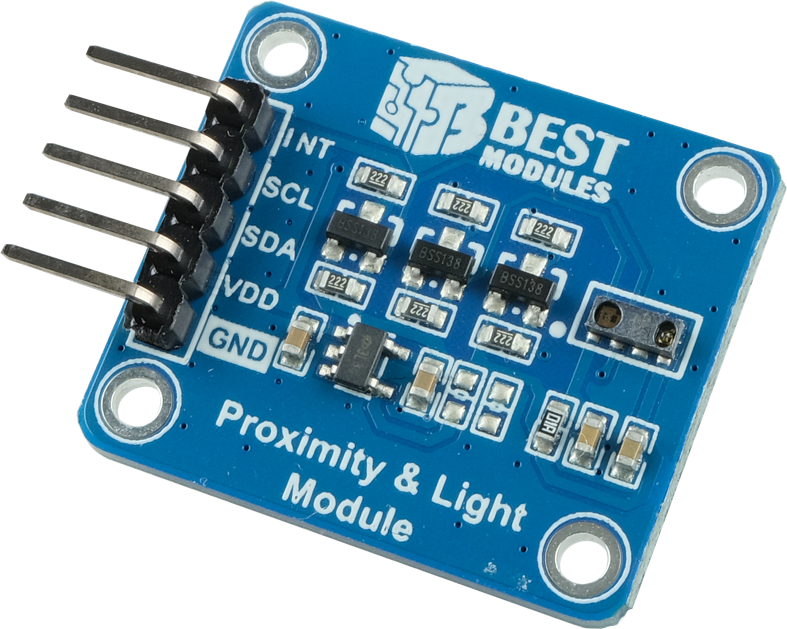 BEST
MODULES
INT
SCL
SDA
VDD
GND
222
222
222
BSS138
BSS138
BSS138
222
222
222
Proximity & Light
Module